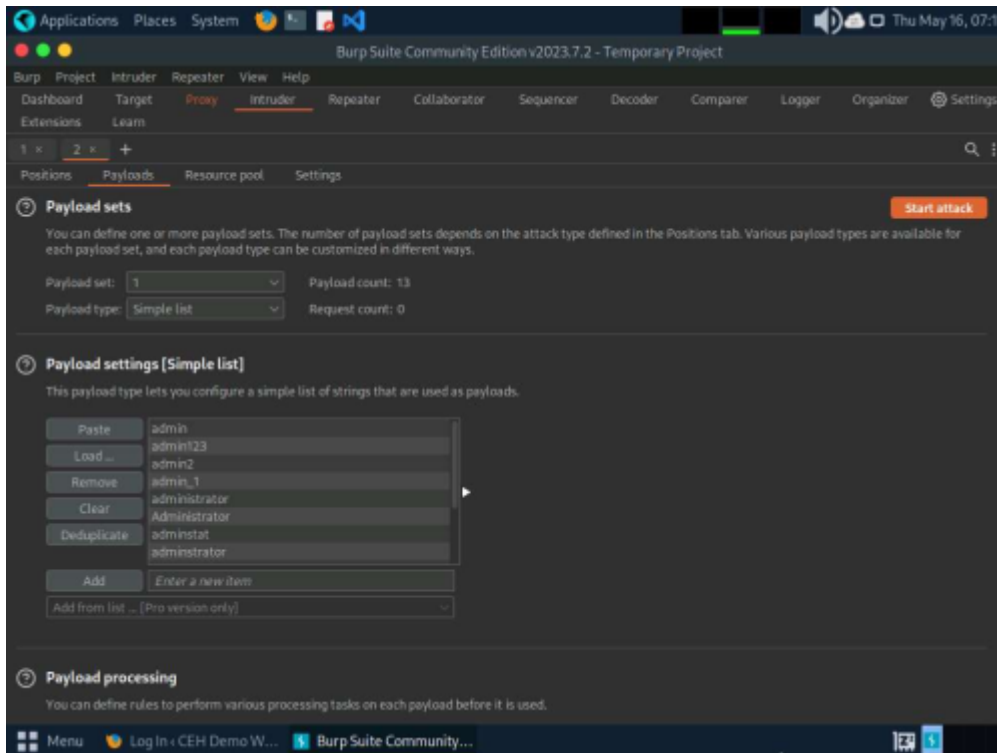 Applications Places System
Thu May 16, 07:1
Burp Suite Community Edition v2023.7.2 - Temporary Project
Burp Project Intruder Repeater View Help
Dashboard Target Proxy Intruder Repeater Collaborator Sequencer Decoder Comparer Logger Organizer Settings
Extensions Learn
1 × 2 × +
Positions Payloads Resource pool Settings
? Payload sets
Start attack
You can define one or more payload sets. The number of payload sets depends on the attack type defined in the Positions tab. Various payload types are available for
each payload set, and each payload type can be customized in different ways.
Payload set: 1 Payload count: 13
Payload type: Simple list Request count: 0
? Payload settings [Simple list]
This payload type lets you configure a simple list of strings that are used as payloads.
Paste
Load ...
Remove
Clear
Deduplicate
admin
admin123
admin2
admin_1
administrator
Administrator
adminstat
adminstrator
Add Enter a new item
Add from list ... [Pro version only]
? Payload processing
You can define rules to perform various processing tasks on each payload before it is used.
Menu Log In ‹ CEH Demo W... Burp Suite Community...